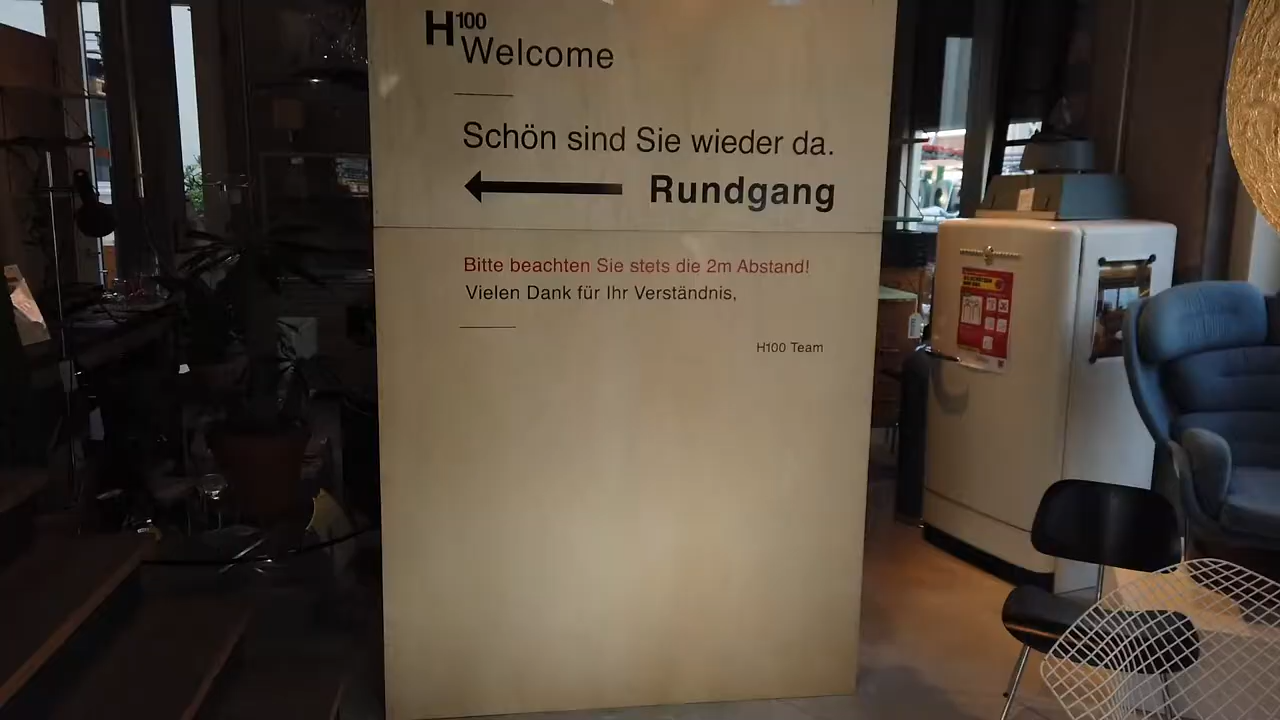 H100
Welcome
Schön sind Sie wieder da.
Rundgang
Bitte beachten Sie stets die 2m Abstand!
Vielen Dank für Ihr Verständnis,
H100 Team